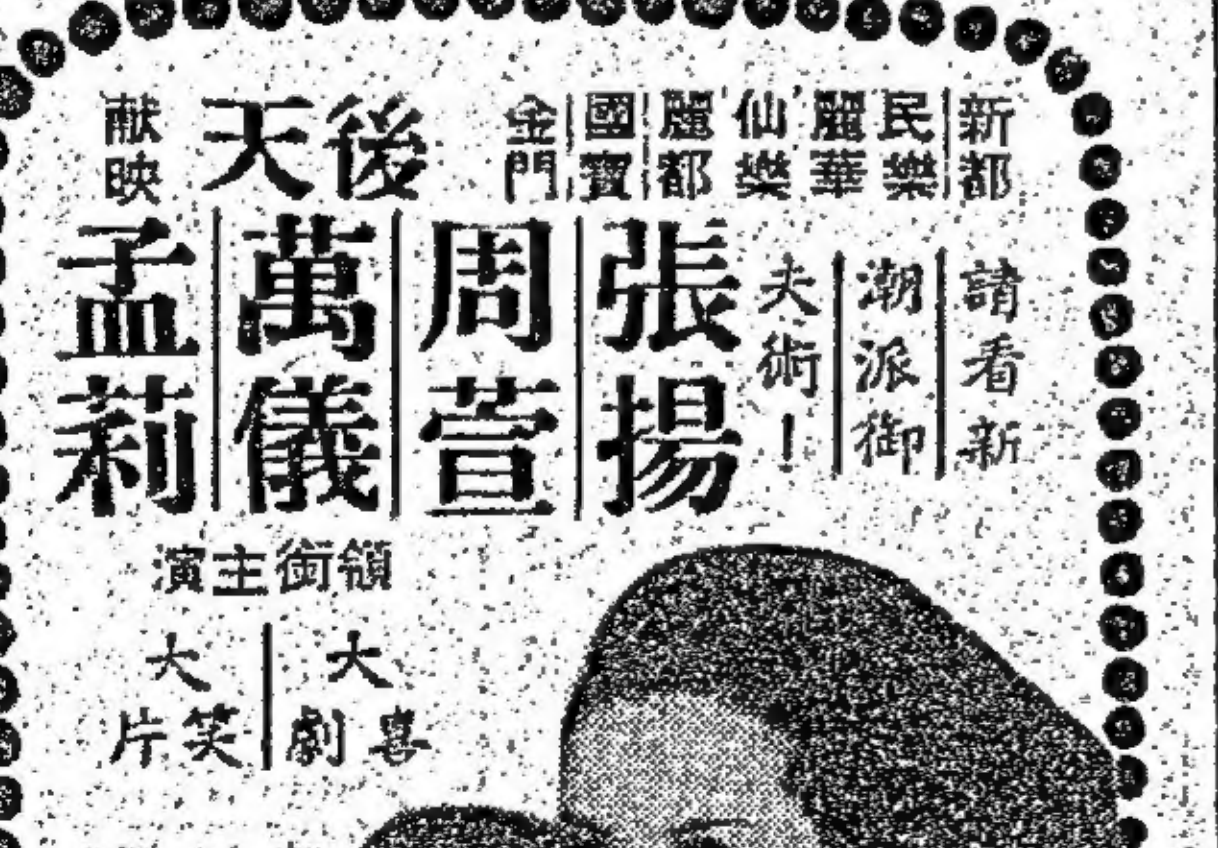 新都
民樂
麗華
仙樂
麗都
國寶
金門
後天
献映
請看新
潮派御
夫術！
張揚
周萱
萬儀
孟莉
領銜主演
大喜劇
大笑片